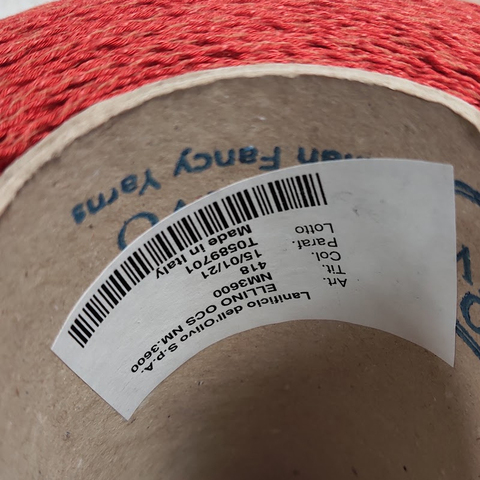 Lanificio dell'Olivo S.P.A.
Art. ELLINO OCS NM.3600
Tit. NM3600
Col. 418
Paraf. 15/01/21
Lotto T0589701
Made in Italy
Fancy Yarns